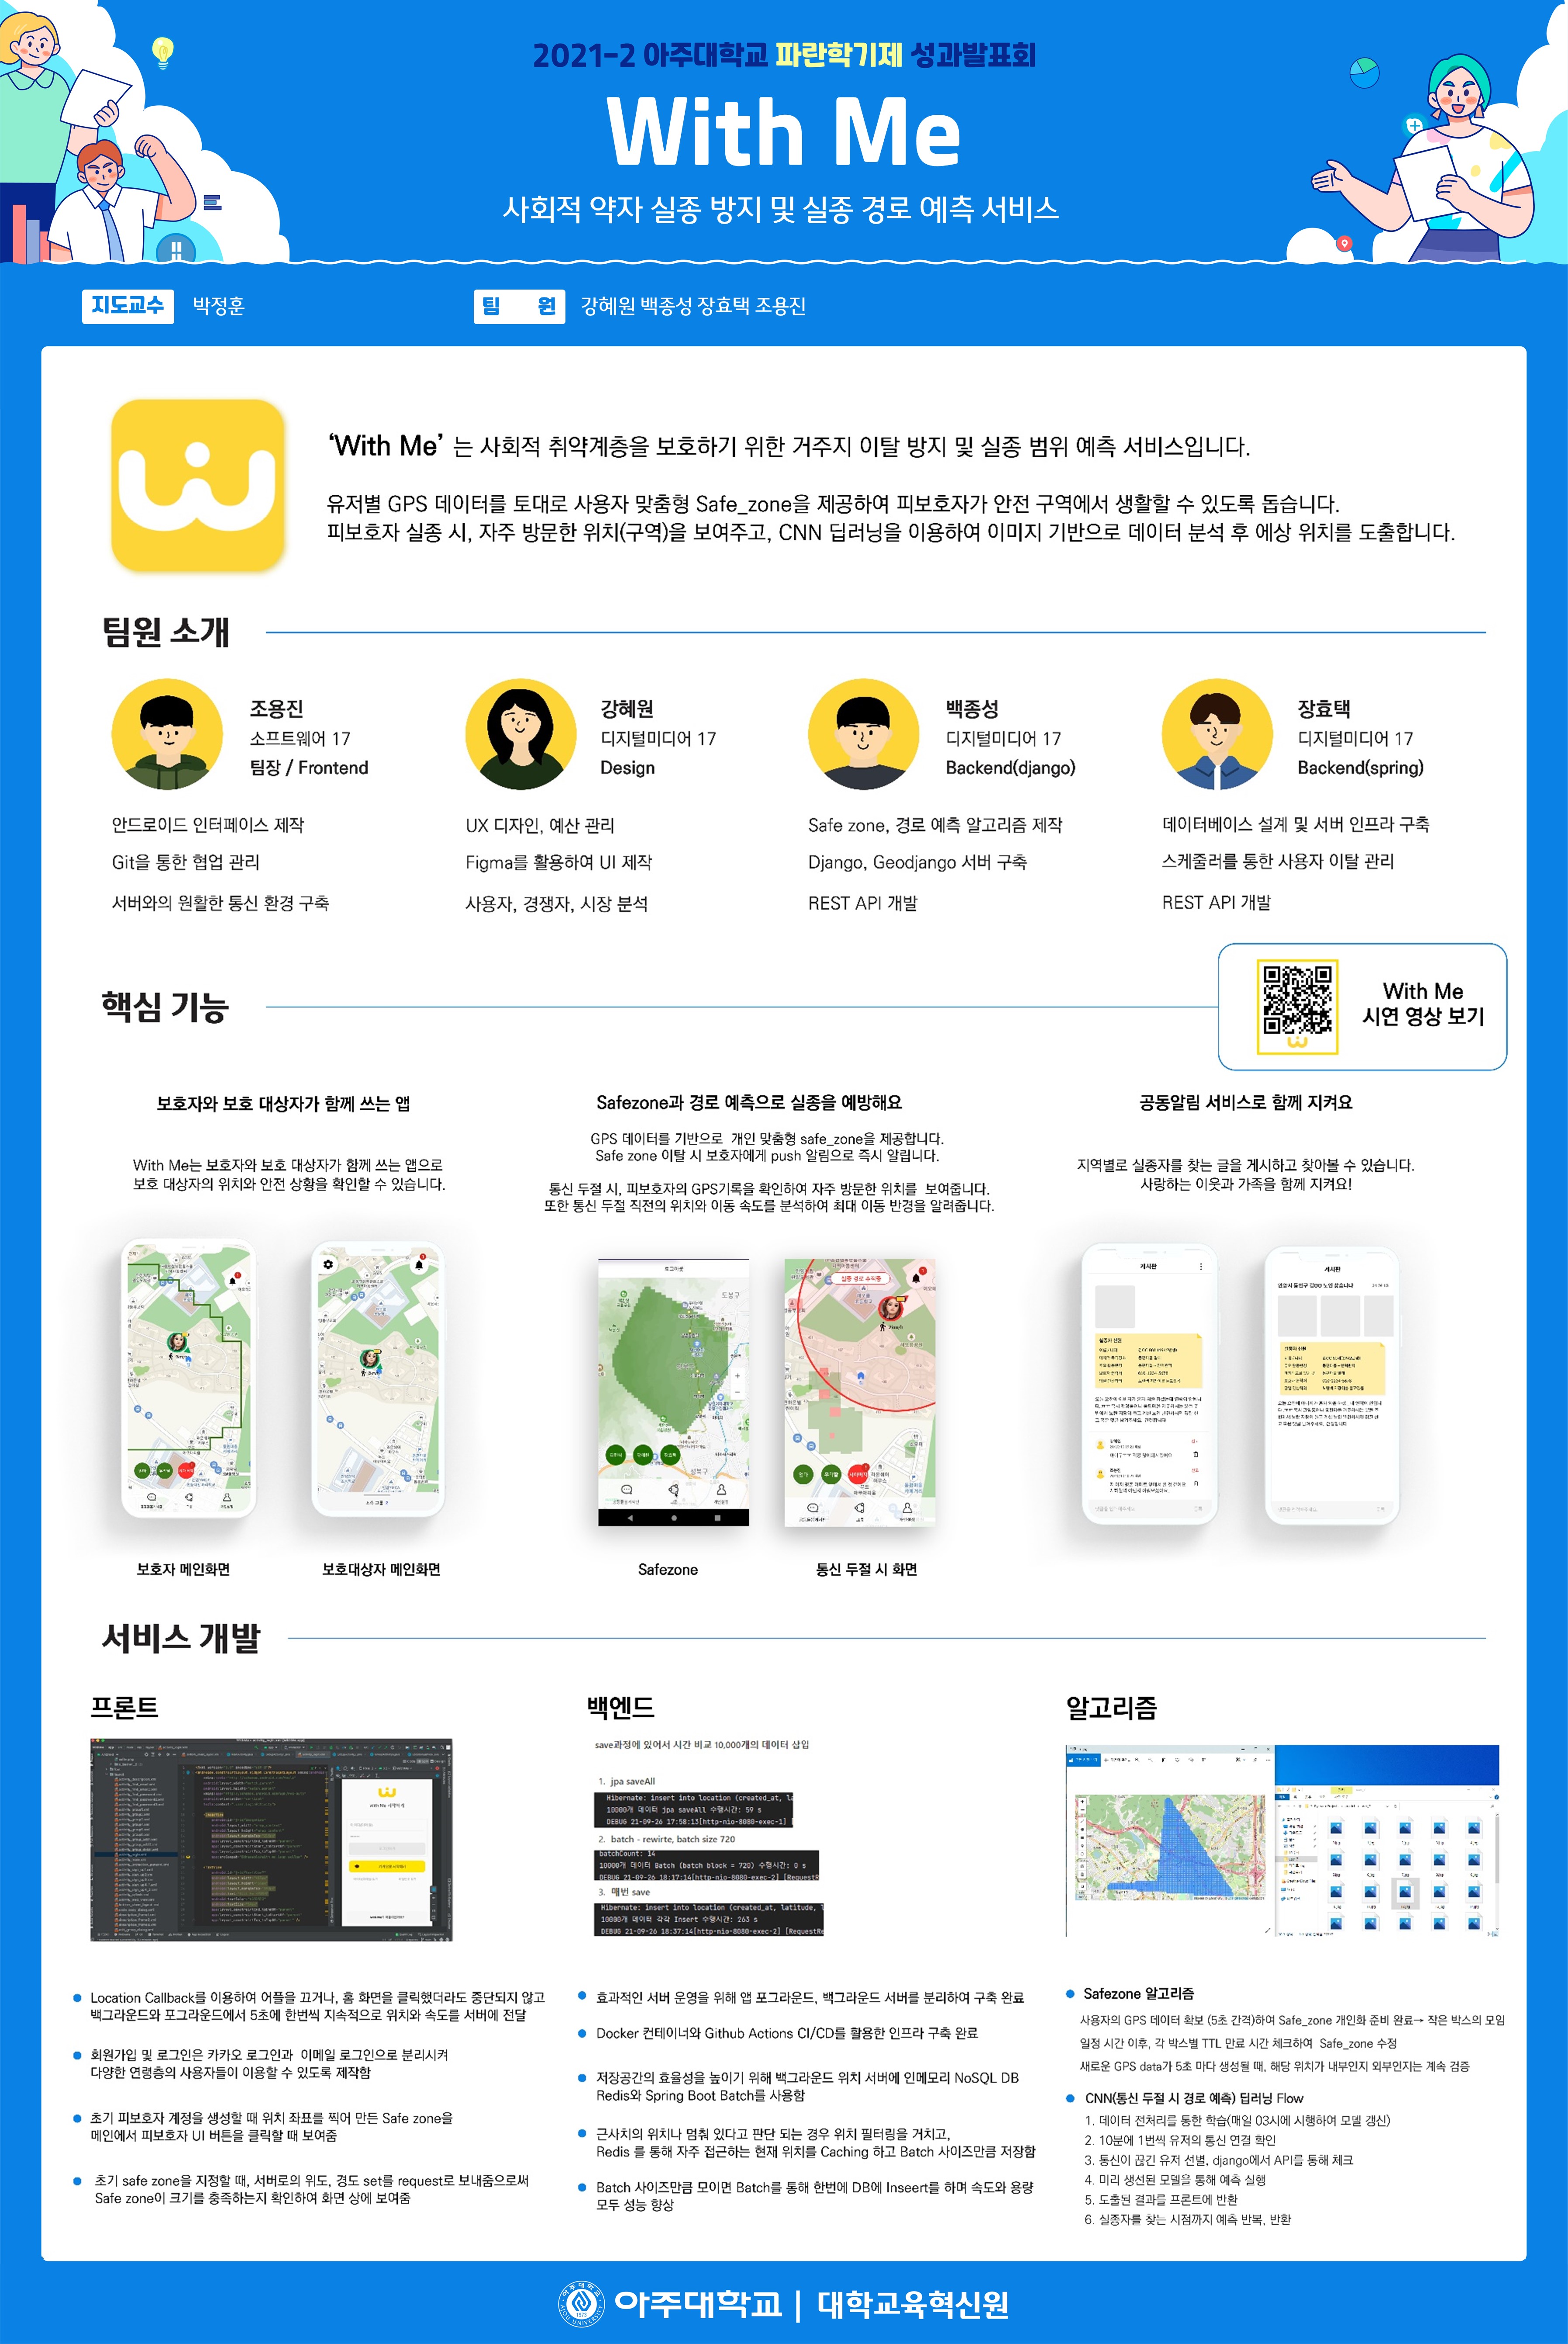 2021-2 아주대학교 파란학기제 성과발표회
With Me
사회적 약자 실종 방지 및 실종 경로 예측 서비스
지도교수 박정훈
팀 원 강혜원 백종성 장효택 조용진
‘With Me’ 는 사회적 취약계층을 보호하기 위한 거주지 이탈 방지 및 실종 범위 예측 서비스입니다.
유저별 GPS 데이터를 토대로 사용자 맞춤형 Safe_zone을 제공하여 피보호자가 안전 구역에서 생활할 수 있도록 돕습니다.
피보호자 실종 시, 자주 방문한 위치(구역)을 보여주고, CNN 딥러닝을 이용하여 이미지 기반으로 데이터 분석 후 예상 위치를 도출합니다.
팀원 소개
조용진
소프트웨어 17
팀장 / Frontend
안드로이드 인터페이스 제작
Git을 통한 협업 관리
서버와의 원활한 통신 환경 구축
강혜원
디지털미디어 17
Design
UX 디자인, 예산 관리
Figma를 활용하여 UI 제작
사용자, 경쟁자, 시장 분석
백종성
디지털미디어 17
Backend(django)
Safe zone, 경로 예측 알고리즘 제작
Django, Geodjango 서버 구축
REST API 개발
장효택
디지털미디어 17
Backend(spring)
데이터베이스 설계 및 서버 인프라 구축
스케줄러를 통한 사용자 이탈 관리
REST API 개발
핵심 기능
With Me
시연 영상 보기
보호자와 보호 대상자가 함께 쓰는 앱
With Me는 보호자와 보호 대상자가 함께 쓰는 앱으로
보호 대상자의 위치와 안전 상황을 확인할 수 있습니다.
보호자 메인화면
보호대상자 메인화면
Safezone과 경로 예측으로 실종을 예방해요
GPS 데이터를 기반으로 개인 맞춤형 safe_zone을 제공합니다.
Safe zone 이탈 시 보호자에게 push 알림으로 즉시 알립니다.
통신 두절 시, 피보호자의 GPS기록을 확인하여 자주 방문한 위치를 보여줍니다.
또한 통신 두절 직전의 위치와 이동 속도를 분석하여 최대 이동 반경을 알려줍니다.
로그아웃
도봉구
성북구
Safezone
통신 두절 시 화면
공동알림 서비스로 함께 지켜요
지역별로 실종자를 찾는 글을 게시하고 찾아볼 수 있습니다.
사랑하는 이웃과 가족을 함께 지켜요!
게시판
게시판
서비스 개발
프론트
백엔드
save과정에 있어서 시간 비교 10,000개의 데이터 삽입
1. jpa saveAll
Hibernate: insert into location (created_at, la
10000개 데이터 jpa saveAll 수행시간: 59 s
DEBUG 21-09-26 17:58:13[http-nio-8080-exec-1]
2. batch - rewirte, batch size 720
batchCount: 14
10000개 데이터 Batch (batch block = 720) 수행시간: 0 s
DEBUG 21-09-26 18:17:14[http-nio-8080-exec-2] [RequestR
3. 매번 save
Hibernate: insert into location (created_at, latitude,
10000개 데이터 각각 Insert 수행시간: 263 s
DEBUG 21-09-26 18:37:14[http-nio-8080-exec-2] [RequestRe
알고리즘
Location Callback를 이용하여 어플을 끄거나, 홈 화면을 클릭했더라도 중단되지 않고
백그라운드와 포그라운드에서 5초에 한번씩 지속적으로 위치와 속도를 서버에 전달
회원가입 및 로그인은 카카오 로그인과 이메일 로그인으로 분리시켜
다양한 연령층의 사용자들이 이용할 수 있도록 제작함
초기 피보호자 계정을 생성할 때 위치 좌표를 찍어 만든 Safe zone을
메인에서 피보호자 UI 버튼을 클릭할 때 보여줌
초기 safe zone을 지정할 때, 서버로의 위도, 경도 set를 request로 보내줌으로써
Safe zone이 크기를 충족하는지 확인하여 화면 상에 보여줌
효과적인 서버 운영을 위해 앱 포그라운드, 백그라운드 서버를 분리하여 구축 완료
Docker 컨테이너와 Github Actions CI/CD를 활용한 인프라 구축 완료
저장공간의 효율성을 높이기 위해 백그라운드 위치 서버에 인메모리 NoSQL DB
Redis와 Spring Boot Batch를 사용함
근사치의 위치나 멈춰 있다고 판단 되는 경우 위치 필터링을 거치고,
Redis 를 통해 자주 접근하는 현재 위치를 Caching 하고 Batch 사이즈만큼 저장함
Batch 사이즈만큼 모이면 Batch를 통해 한번에 DB에 Inseert를 하며 속도와 용량
모두 성능 향상
Safezone 알고리즘
사용자의 GPS 데이터 확보 (5초 간격)하여 Safe_zone 개인화 준비 완료→ 작은 박스의 모임
일정 시간 이후, 각 박스별 TTL 만료 시간 체크하여 Safe_zone 수정
새로운 GPS data가 5초 마다 생성될 때, 해당 위치가 내부인지 외부인지는 계속 검증
CNN(통신 두절 시 경로 예측) 딥러닝 Flow
1. 데이터 전처리를 통한 학습(매일 03시에 시행하여 모델 갱신)
2. 10분에 1번씩 유저의 통신 연결 확인
3. 통신이 끊긴 유저 선별, django에서 API를 통해 체크
4. 미리 생성된 모델을 통해 예측 실행
5. 도출된 결과를 프론트에 반환
6. 실종자를 찾는 시점까지 예측 반복, 반환
아주대학교 | 대학교육혁신원